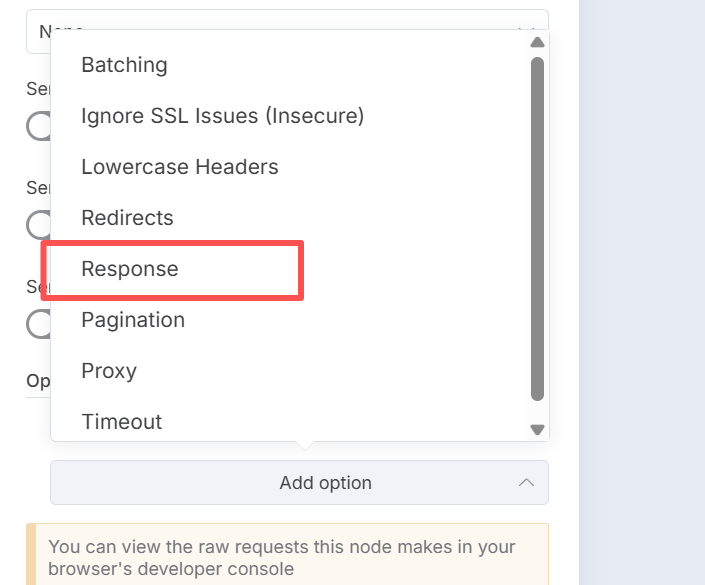 Batching
Ignore SSL Issues (Insecure)
Lowercase Headers
Redirects
Response
Pagination
Proxy
Timeout
Add option
You can view the raw requests this node makes in your
browser's developer console